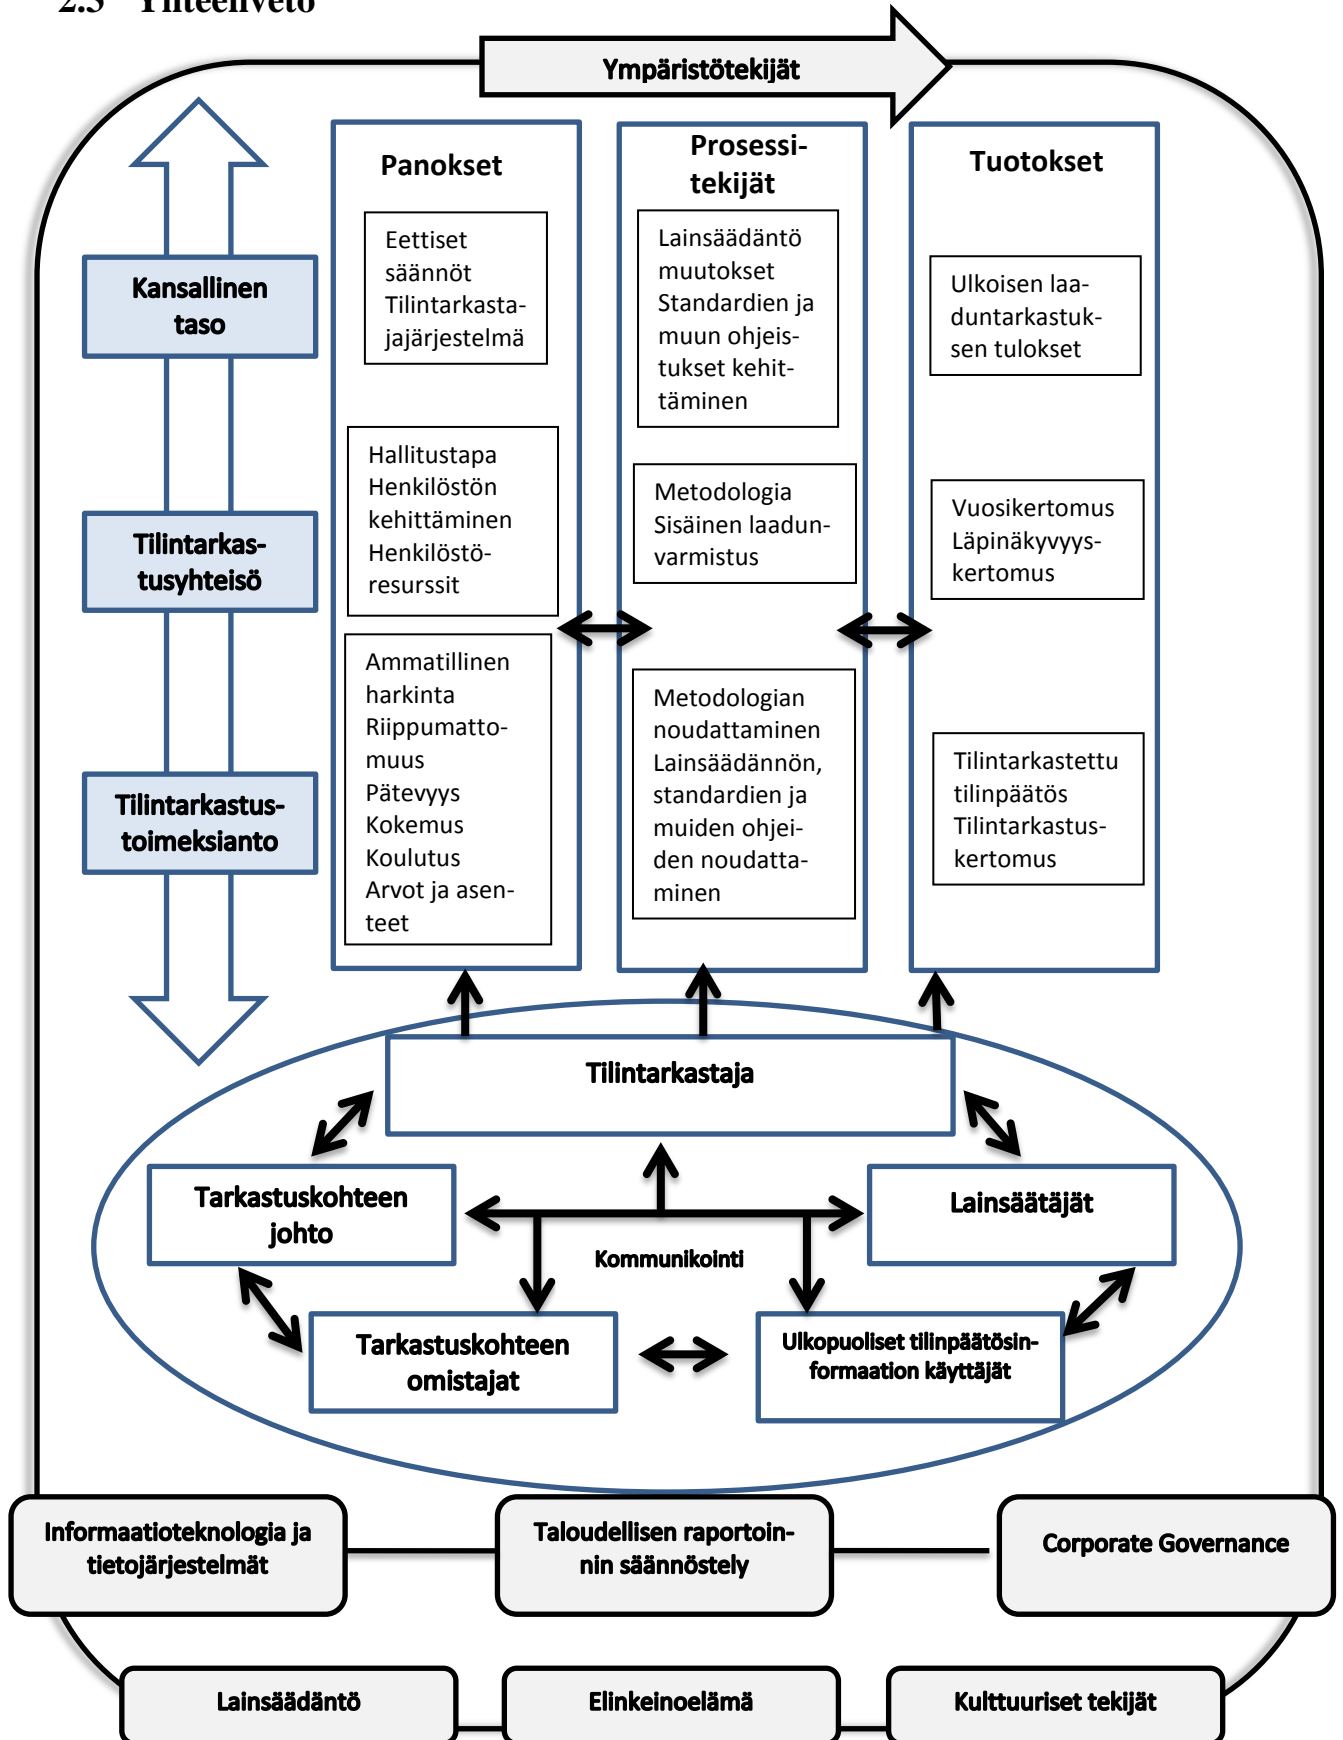 2.5 Yhteenveto
Ympäristötekijät
Panokset
Prosessi-
tekijät
Tuotokset
Kansallinen
taso
Eettiset
säännöt
Tilintarkasta-
jajärjestelmä
Lainsäädäntö
muutokset
Standardien ja
muun ohjeis-
tukset kehit-
täminen
Ulkoisen laa-
duntarkastuk-
sen tulokset
Tilintarkas-
tusyhteisö
Hallitustapa
Henkilöstön
kehittäminen
Henkilöstö-
resurssit
Metodologia
Sisäinen laadun-
varmistus
Vuosikertomus
Läpinäkyvyys-
kertomus
Tilintarkastus-
toimeksianto
Ammatillinen
harkinta
Riippumatto-
muus
Pätevyys
Kokemus
Koulutus
Arvot ja asen-
teet
Metodologian
noudattaminen
Lainsäädännön,
standardien ja
muiden ohjei-
den noudatta-
minen
Tilintarkastettu
tilinpäätös
Tilintarkastus-
kertomus
Tilintarkastaja
Tarkastuskohteen
johto
Lainsäätäjät
Kommunikointi
Tarkastuskohteen
omistajat
Ulkopuoliset tilinpäätösin-
formaation käyttäjät
Informaatioteknologia ja
tietojärjestelmät
Taloudellisen raportoin-
nin säännöstely
Corporate Governance
Lainsäädäntö
Elinkeinoelämä
Kulttuuriset tekijät